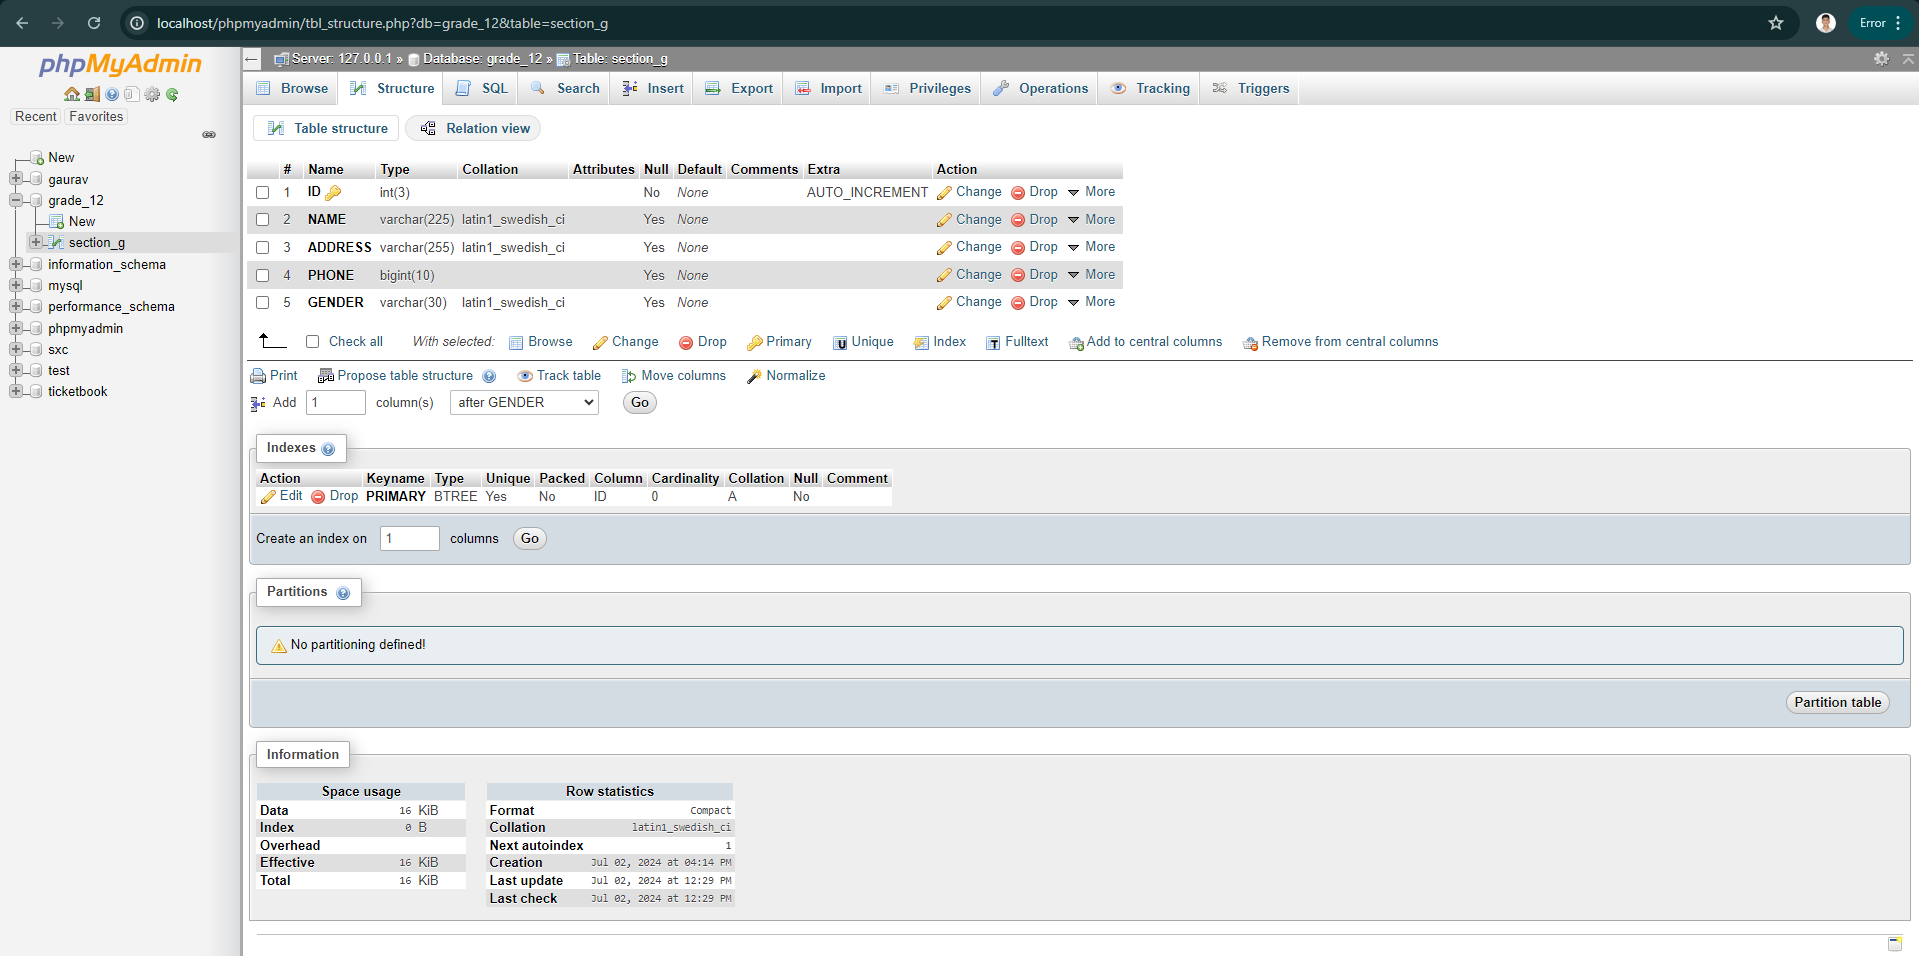 localhost/phpmyadmin/tbl_structure.php?db=grade_12&table=section_g
Error
phpMyAdmin
Recent Favorites
New
gaurav
grade_12
New
section_g
information_schema
mysql
performance_schema
phpmyadmin
sxc
test
ticketbook
Server: 127.0.0.1 » Database: grade_12 » Table: section_g
Browse Structure SQL Search Insert Export Import Privileges Operations Tracking Triggers
Table structure Relation view
# Name Type Collation Attributes Null Default Comments Extra Action
1 ID int(3) No None AUTO_INCREMENT Change Drop More
2 NAME varchar(225) latin1_swedish_ci Yes None Change Drop More
3 ADDRESS varchar(255) latin1_swedish_ci Yes None Change Drop More
4 PHONE bigint(10) Yes None Change Drop More
5 GENDER varchar(30) latin1_swedish_ci Yes None Change Drop More
Check all With selected: Browse Change Drop Primary Unique Index Fulltext Add to central columns Remove from central columns
Print Propose table structure Track table Move columns Normalize
Add 1 column(s) after GENDER Go
Indexes
Action Keyname Type Unique Packed Column Cardinality Collation Null Comment
Edit Drop PRIMARY BTREE Yes No ID 0 A No
Create an index on 1 columns Go
Partitions
No partitioning defined!
Partition table
Information
Space usage
Data 16 KiB
Index 0 B
Overhead
Effective 16 KiB
Total 16 KiB
Row statistics
Format Compact
Collation latin1_swedish_ci
Next autoindex 1
Creation Jul 02, 2024 at 04:14 PM
Last update Jul 02, 2024 at 12:29 PM
Last check Jul 02, 2024 at 12:29 PM